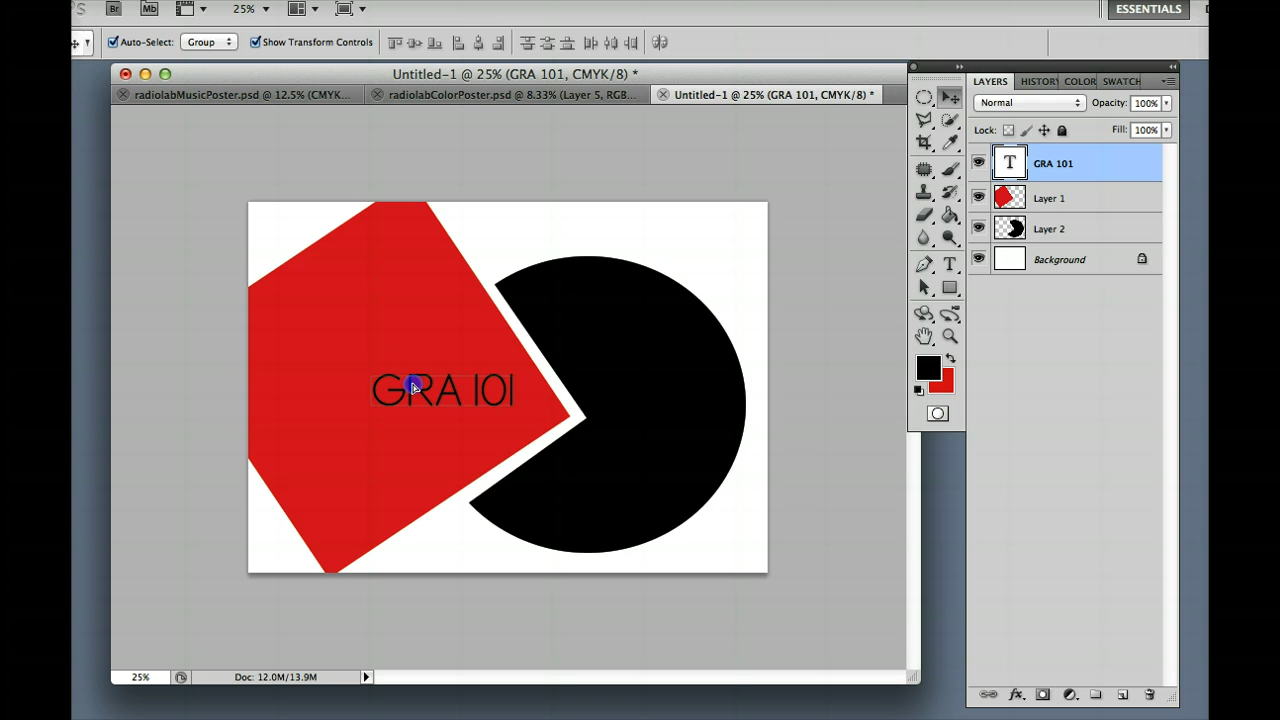 Br Mb 25% ESSENTIALS
Auto-Select: Group Show Transform Controls
Untitled-1 @ 25% (GRA 101, CMYK/8) *
radiolabMusicPoster.psd @ 12.5% (CMYK... radiolabColorPoster.psd @ 8.33% (Layer 5, RGB... Untitled-1 @ 25% (GRA 101, CMYK/8) *
GRA 101
25% Doc: 12.0M/13.9M
LAYERS HISTORY COLOR SWATCH
Normal Opacity: 100%
Lock: Fill: 100%
T GRA 101
Layer 1
Layer 2
Background
T
fx